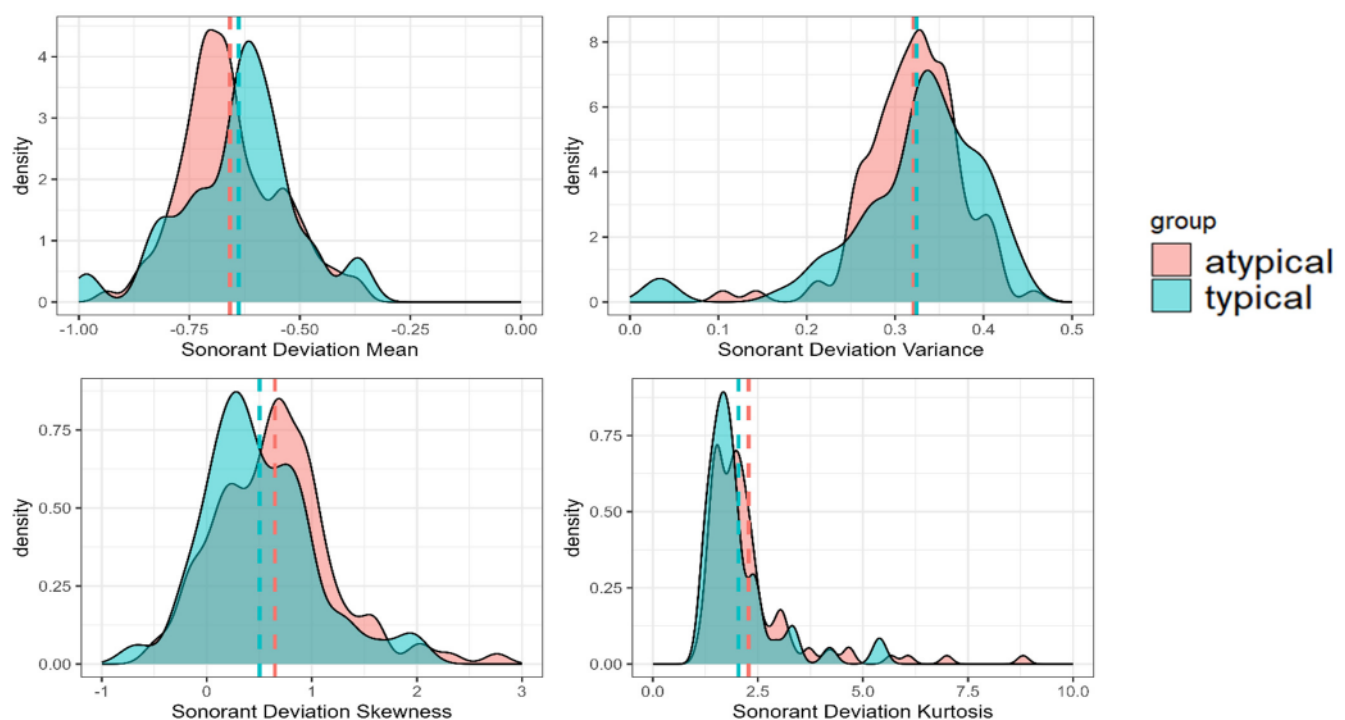 density
4
3
2
1
0
-1.00 -0.75 -0.50 -0.25 0.00
Sonorant Deviation Mean
density
8
6
4
2
0
0.0 0.1 0.2 0.3 0.4 0.5
Sonorant Deviation Variance
group
atypical
typical
density
0.75
0.50
0.25
0.00
-1 0 1 2 3
Sonorant Deviation Skewness
density
0.75
0.50
0.25
0.00
0.0 2.5 5.0 7.5 10.0
Sonorant Deviation Kurtosis